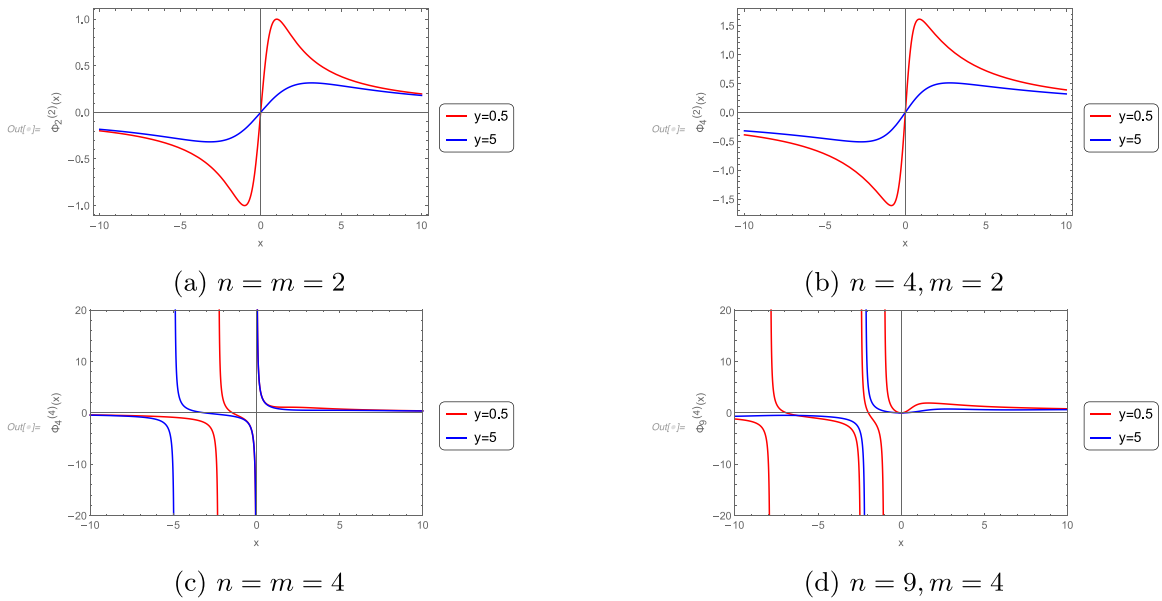 1.0
0.5
0.0
−0.5
−1.0
Φ₂⁽²⁾(x)
Out[∘]=
−10 −5 0 5 10
x
y=0.5
y=5
(a) n = m = 2
1.5
1.0
0.5
0.0
−0.5
−1.0
−1.5
Φ₄⁽²⁾(x)
Out[∘]=
−10 −5 0 5 10
x
y=0.5
y=5
(b) n = 4, m = 2
20
10
0
−10
−20
Φ₄⁽⁴⁾(x)
Out[∘]=
−10 −5 0 5 10
x
y=0.5
y=5
(c) n = m = 4
20
10
0
−10
−20
Φ₉⁽⁴⁾(x)
Out[∘]=
−10 −5 0 5 10
x
y=0.5
y=5
(d) n = 9, m = 4